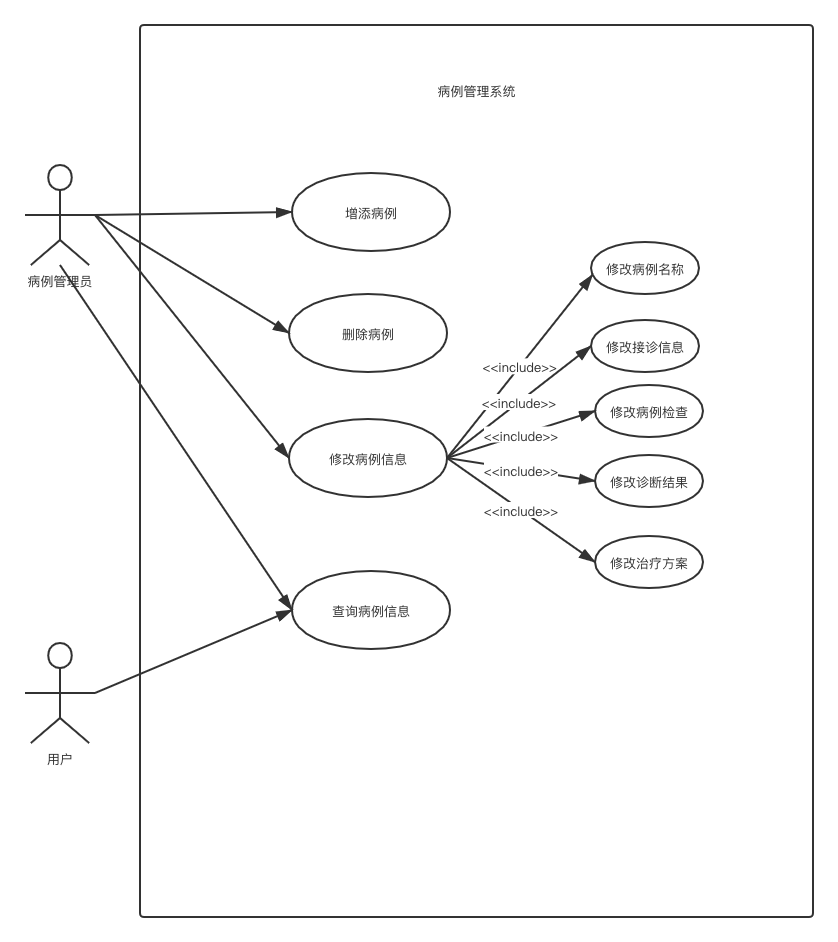 病例管理系统
增添病例
病例管理员
删除病例
修改病例信息
查询病例信息
用户
修改病例名称
修改接诊信息
修改病例检查
修改诊断结果
修改治疗方案
<<include>>
<<include>>
<<include>>
<<include>>
<<include>>